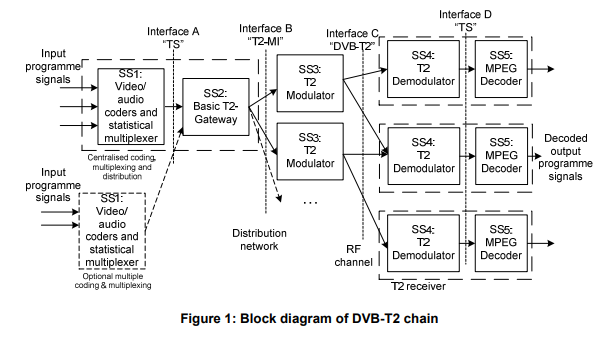 Interface A
"TS"
Interface B
"T2-MI"
Interface C
"DVB-T2"
Interface D
"TS"
Input
programme
signals
SS1:
Video/
audio
coders and
statistical
multiplexer
SS2:
Basic T2-
Gateway
Centralised coding,
multiplexing and
distribution
SS3:
T2
Modulator
SS3:
T2
Modulator
...
SS4:
T2
Demodulator
SS5:
MPEG
Decoder
SS4:
T2
Demodulator
SS5:
MPEG
Decoder
Decoded
output
programme
signals
SS4:
T2
Demodulator
SS5:
MPEG
Decoder
T2 receiver
Input
programme
signals
SS1:
Video/
audio
coders and
statistical
multiplexer
Optional multiple
coding & multiplexing
Distribution
network
RF
channel
Figure 1: Block diagram of DVB-T2 chain